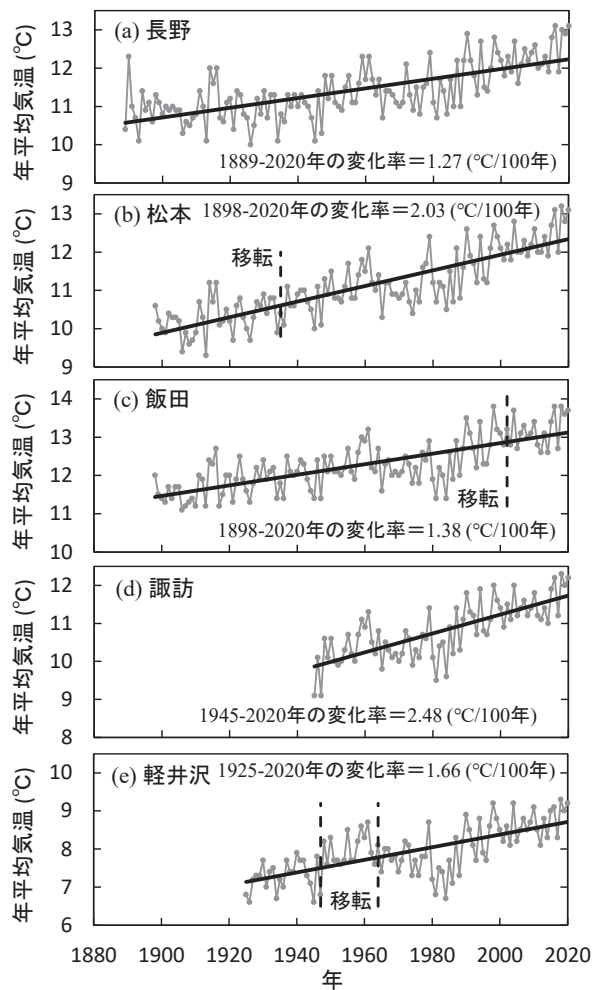 (a) 長野
年平均気温 (℃)
13
12
11
10
9
1889-2020年の変化率＝1.27 (℃/100年)
(b) 松本 1898-2020年の変化率＝2.03 (℃/100年)
年平均気温 (℃)
13
12
11
10
9
移転
(c) 飯田
年平均気温 (℃)
14
13
12
11
10
移転
1898-2020年の変化率＝1.38 (℃/100年)
(d) 諏訪
年平均気温 (℃)
12
11
10
9
8
1945-2020年の変化率＝2.48 (℃/100年)
(e) 軽井沢 1925-2020年の変化率＝1.66 (℃/100年)
年平均気温 (℃)
10
9
8
7
6
移転
1880 1900 1920 1940 1960 1980 2000 2020
年